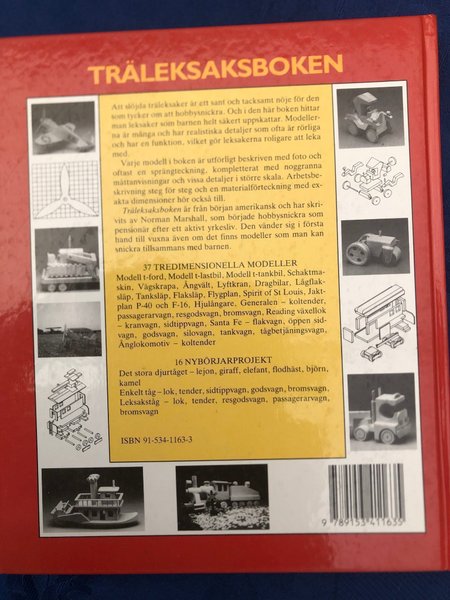 TRÄLEKSAKSBOKEN
Att slöjda träleksaker är ett sant och tacksamt nöje för den
som tycker om att hobbysnickra. Och i den här boken hittar
man leksaker som barnen helt säkert uppskattar. Modeller-
na är många och har realistiska detaljer som ofta är rörliga
och har en funktion, vilket gör leksakerna roligare att leka
med.
Varje modell i boken är utförligt beskriven med foto och
oftast en sprängteckning, kompletterat med noggranna
måttanvisningar och vissa detaljer i större skala. Arbetsbe-
skrivning steg för steg och en materialförteckning med ex-
akta dimensioner hör också till.
Träleksaksboken är från början amerikansk och har skri-
vits av Norman Marshall, som började hobbysnickra som
pensionär efter ett aktivt yrkesliv. Den vänder sig i första
hand till vuxna även om det finns modeller som man kan
snickra tillsammans med barnen.
37 TREDIMENSIONELLA MODELLER
Modell t-ford, Modell t-lastbil, Modell t-tankbil, Schaktma-
skin, Vägskrapa, Ångvält, Lyftkran, Dragbilar, Lågflak-
släp, Tanksläp, Flaksläp, Flygplan, Spirit of St Louis, Jakt-
plan P-40 och F-16, Hjulångare, Generalen – koltender,
passagerarvagn, resgodsvagn, bromsvagn, Reading växellok
– kranvagn, sidtippvagn, Santa Fe – flakvagn, öppen sid-
vagn, godsvagn, silovagn, tankvagn, tågbetjäningsvagn,
Änglokomotiv – koltender
16 NYBÖRJARPROJEKT
Det stora djurtåget – lejon, giraff, elefant, flodhäst, björn,
kamel
Enkelt tåg – lok, tender, sidtippvagn, godsvagn, bromsvagn,
Leksakståg – lok, tender, resgodsvagn, passagerarvagn,
bromsvagn
ISBN 91-534-1163-3
9 789153 411635